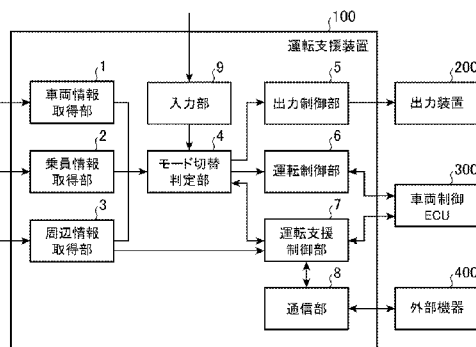 100
運転支援装置
1
車両情報
取得部
9
入力部
5
出力制御部
200
出力装置
2
乗員情報
取得部
4
モード切替
判定部
6
運転制御部
300
車両制御
ECU
3
周辺情報
取得部
7
運転支援
制御部
8
通信部
400
外部機器